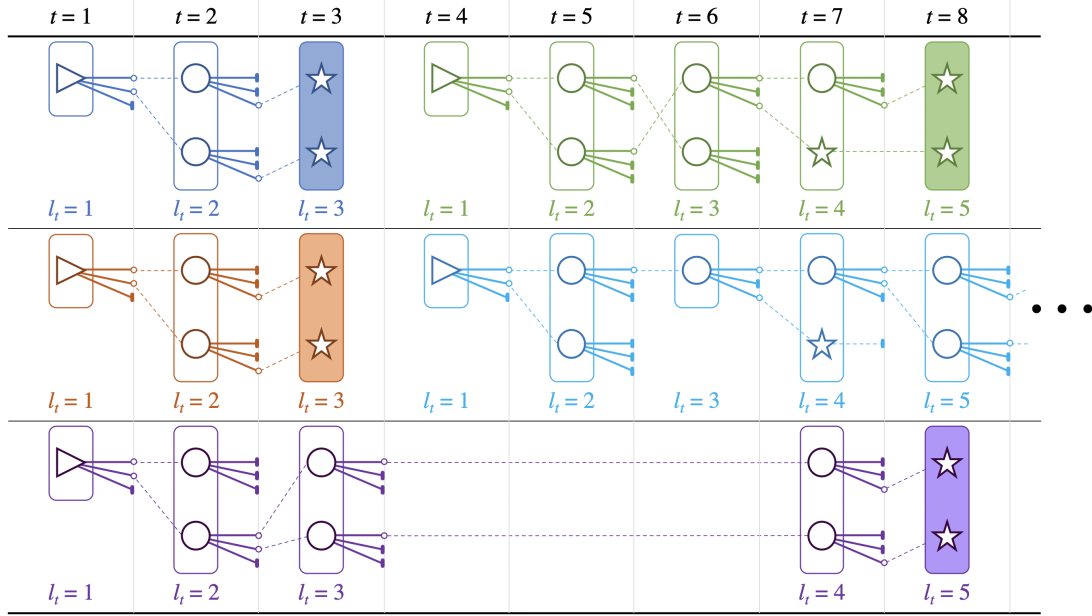 t = 1 t = 2 t = 3 t = 4 t = 5 t = 6 t = 7 t = 8
l_t = 1 l_t = 2 l_t = 3 l_t = 1 l_t = 2 l_t = 3 l_t = 4 l_t = 5
l_t = 1 l_t = 2 l_t = 3 l_t = 1 l_t = 2 l_t = 3 l_t = 4 l_t = 5
l_t = 1 l_t = 2 l_t = 3 l_t = 4 l_t = 5